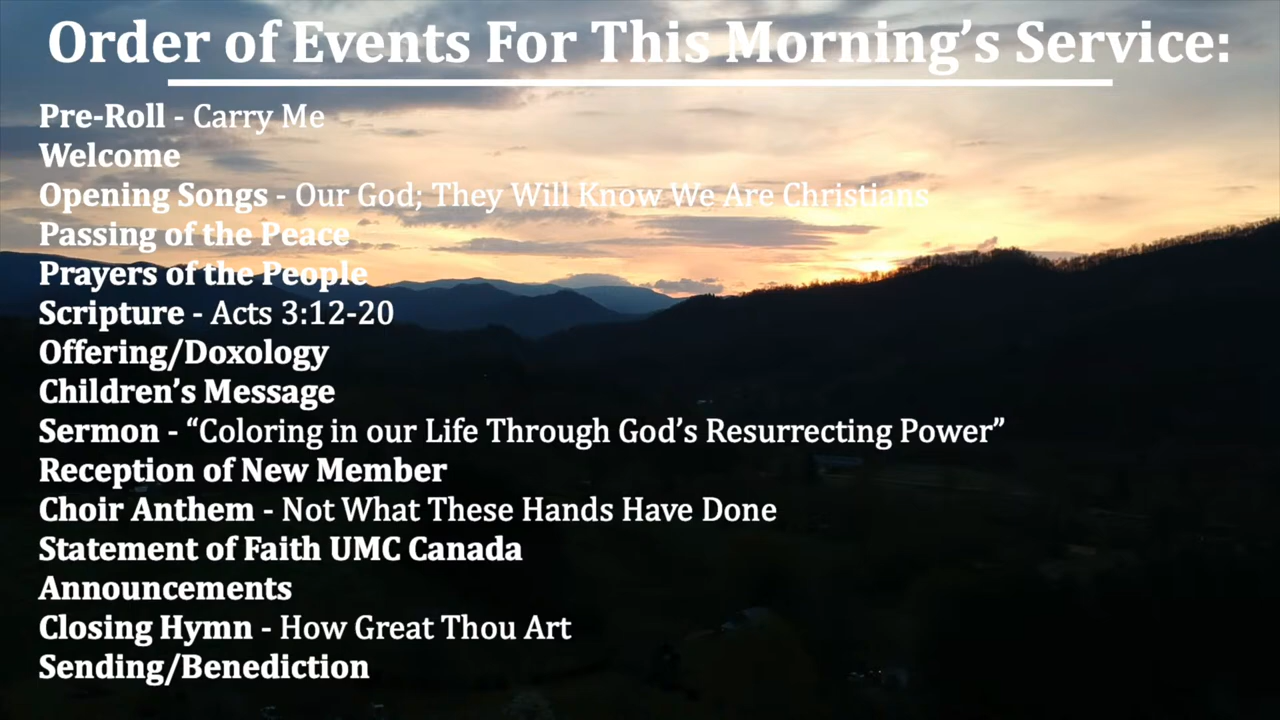 Order of Events For This Morning’s Service:
Pre-Roll - Carry Me
Welcome
Opening Songs - Our God; They Will Know We Are Christians
Passing of the Peace
Prayers of the People
Scripture - Acts 3:12-20
Offering/Doxology
Children’s Message
Sermon - “Coloring in our Life Through God’s Resurrecting Power”
Reception of New Member
Choir Anthem - Not What These Hands Have Done
Statement of Faith UMC Canada
Announcements
Closing Hymn - How Great Thou Art
Sending/Benediction